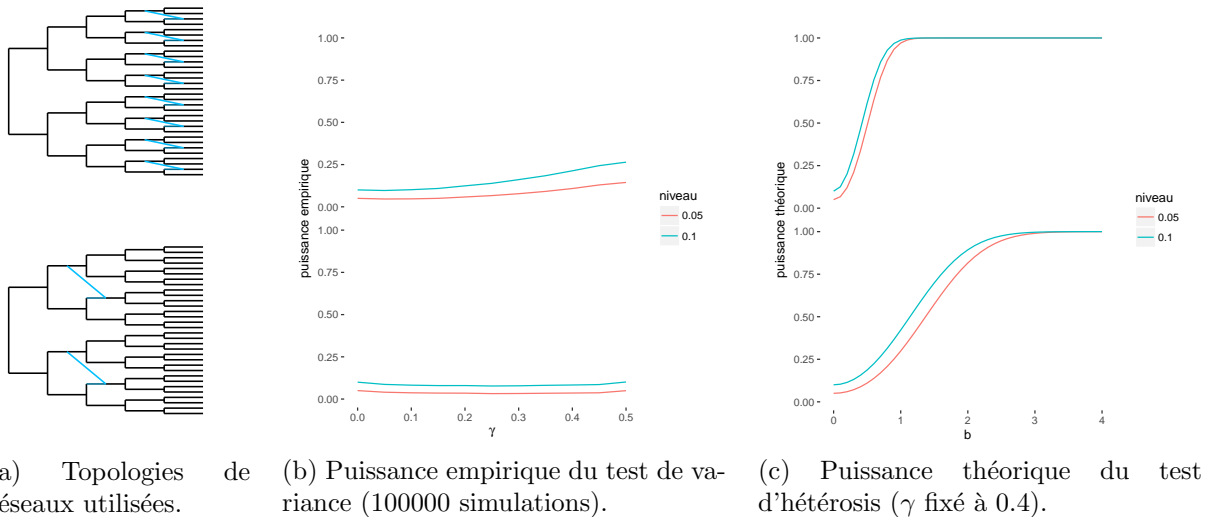 1.00
0.75
0.50
0.25
0.00
1.00
0.75
0.50
0.25
0.00
puissance empirique
0.0 0.1 0.2 0.3 0.4 0.5
γ
niveau
0.05
0.1
1.00
0.75
0.50
0.25
0.00
1.00
0.75
0.50
0.25
0.00
puissance théorique
0 1 2 3 4
b
niveau
0.05
0.1
a) Topologies de
éseaux utilisées.
(b) Puissance empirique du test de va-
riance (100000 simulations).
(c) Puissance théorique du test
d'hétérosis (γ fixé à 0.4).